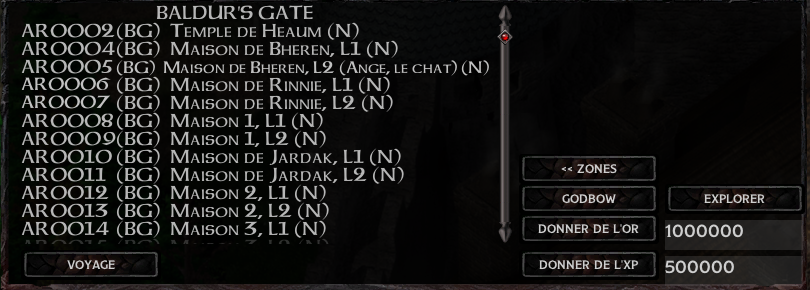 BALDUR'S GATE
AR0002(BG) Temple de Heaum (N)
AR0004(BG) Maison de Bheren, L1 (N)
AR0005(BG) Maison de Bheren, L2 (Ange, le chat) (N)
AR0006 (BG) Maison de Rinnie, L1 (N)
AR0007 (BG) Maison de Rinnie, L2 (N)
AR0008(BG) Maison 1, L1 (N)
AR0009(BG) Maison 1, L2 (N)
AR0010 (BG) Maison de Jardak, L1 (N)
AR0011 (BG) Maison de Jardak, L2 (N)
AR0012 (BG) Maison 2, L1 (N)
AR0013 (BG) Maison 2, L2 (N)
AR0014 (BG) Maison 3, L1 (N)
<< ZONES
GODBOW
EXPLORER
DONNER DE L'OR
1000000
VOYAGE
DONNER DE L'XP
500000